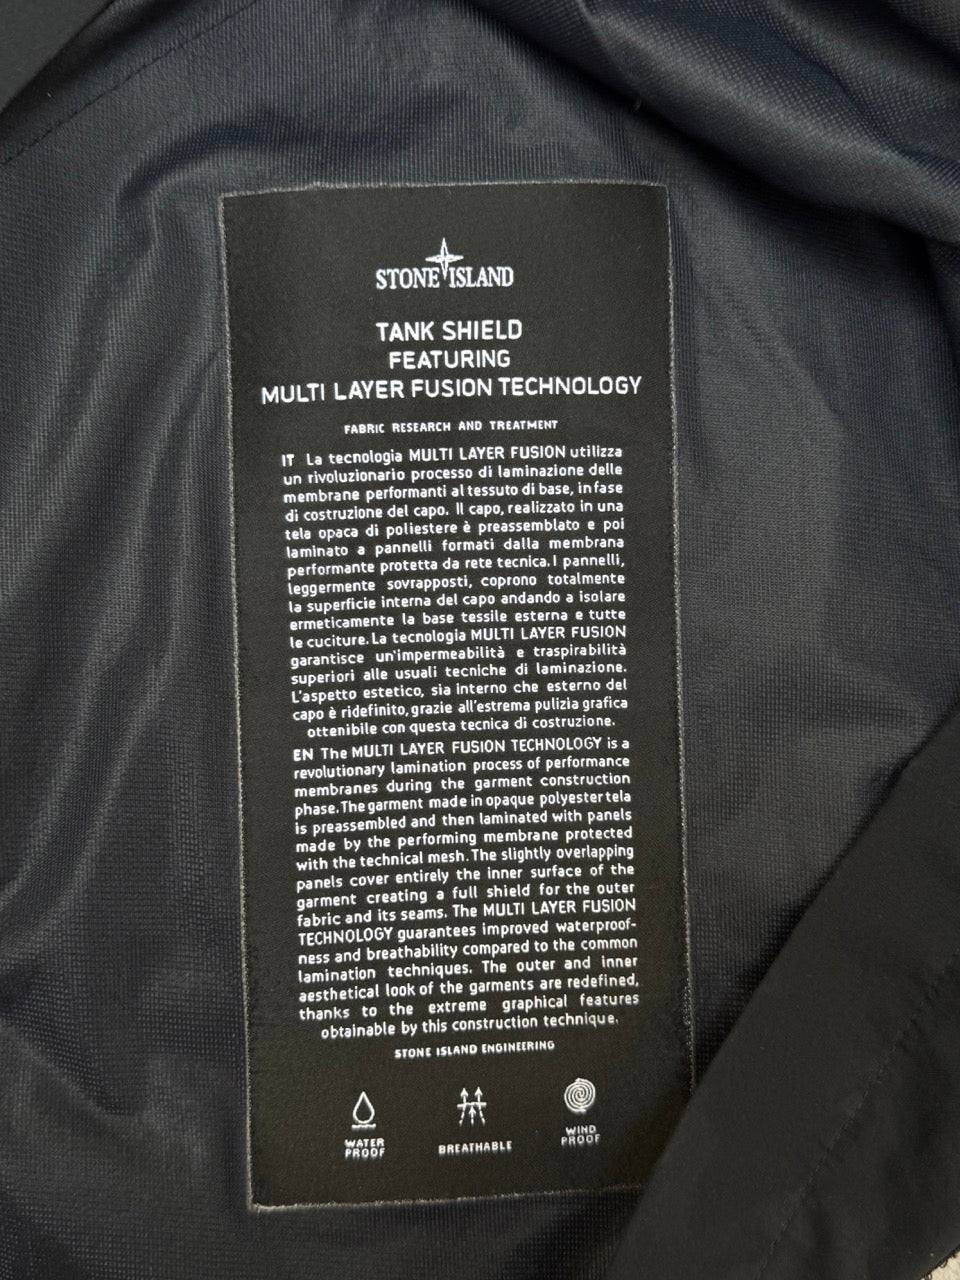 STONE ISLAND
TANK SHIELD
FEATURING
MULTI LAYER FUSION TECHNOLOGY
FABRIC RESEARCH AND TREATMENT
IT La tecnologia MULTI LAYER FUSION utilizza
un rivoluzionario processo di laminazione delle
membrane performanti al tessuto di base, in fase
di costruzione del capo. Il capo, realizzato in una
tela opaca di poliestere è preassemblato e poi
laminato a pannelli formati dalla membrana
performante protetta da rete tecnica. I pannelli,
leggermente sovrapposti, coprono totalmente
la superficie interna del capo andando a isolare
ermeticamente la base tessile esterna e tutte
le cuciture. La tecnologia MULTI LAYER FUSION
garantisce un'impermeabilità e traspirabilità
superiori alle usuali tecniche di laminazione.
L'aspetto estetico, sia interno che esterno del
capo è ridefinito, grazie all'estrema pulizia grafica
ottenibile con questa tecnica di costruzione.
EN The MULTI LAYER FUSION TECHNOLOGY is a
revolutionary lamination process of performance
membranes during the garment construction
phase. The garment made in opaque polyester tela
is preassembled and then laminated with panels
made by the performing membrane protected
with the technical mesh. The slightly overlapping
panels cover entirely the inner surface of the
garment creating a full shield for the outer
fabric and its seams. The MULTI LAYER FUSION
TECHNOLOGY guarantees improved waterproof-
ness and breathability compared to the common
lamination techniques. The outer and inner
aesthetical look of the garments are redefined,
thanks to the extreme graphical features
obtainable by this construction technique.
STONE ISLAND ENGINEERING
WATER
PROOF
BREATHABLE
WIND
PROOF